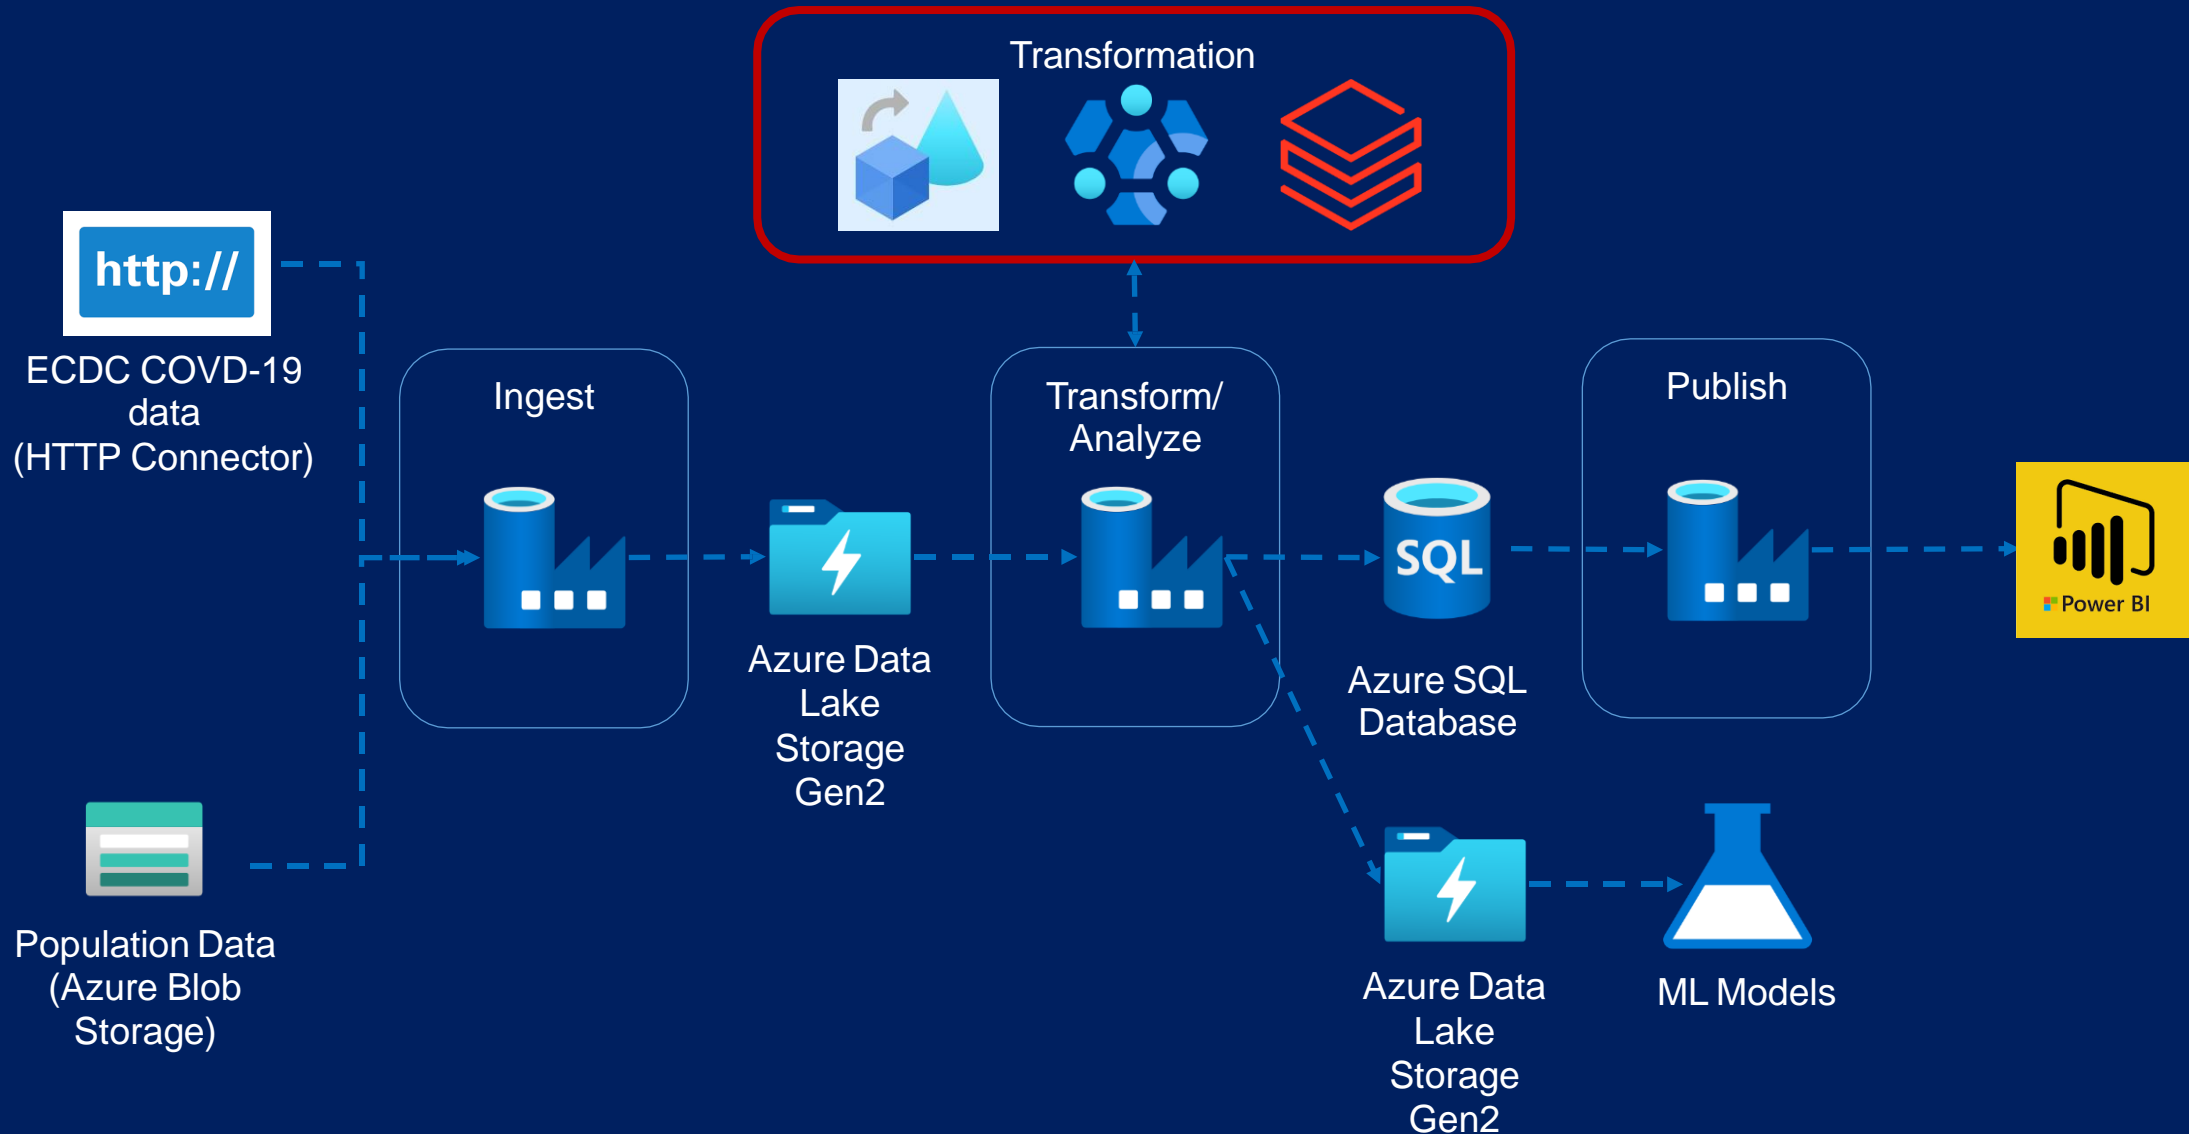 Transformation
http://
ECDC COVD-19
data
(HTTP Connector)
Ingest
Transform/
Analyze
Publish
SQL
Power BI
Azure Data
Lake
Storage
Gen2
Azure SQL
Database
Population Data
(Azure Blob
Storage)
Azure Data
Lake
Storage
Gen2
ML Models